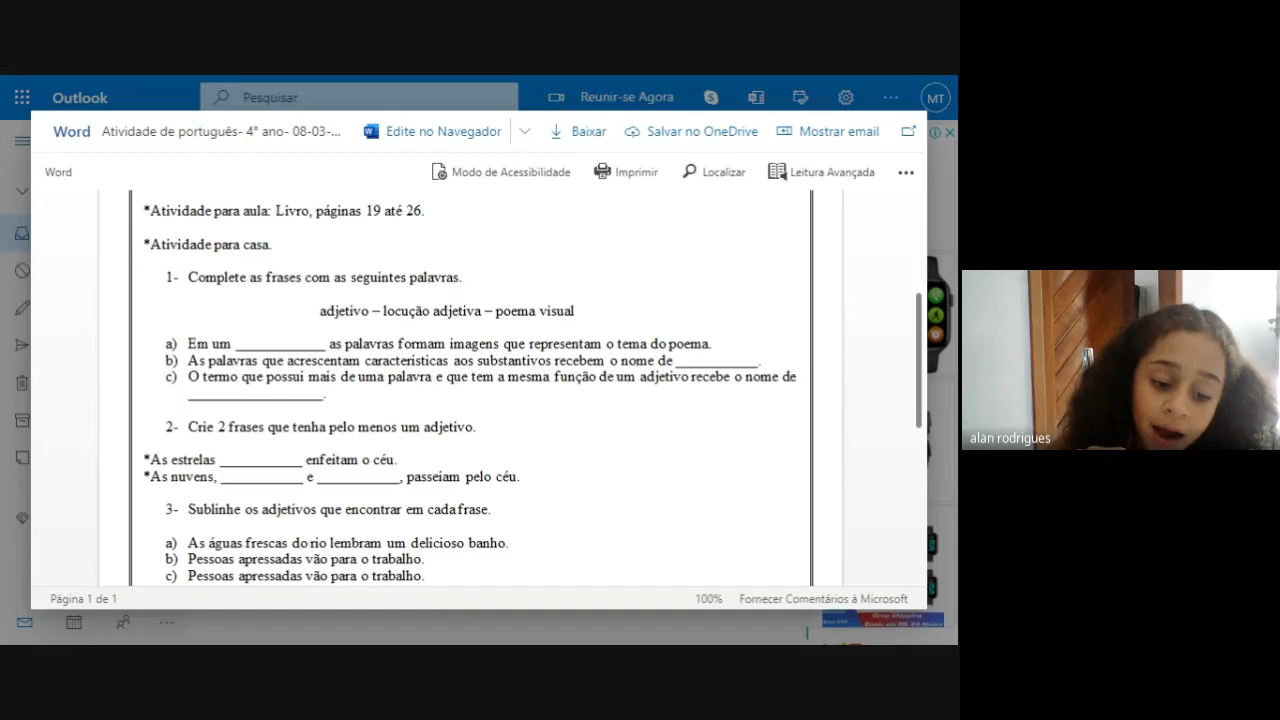 Outlook
Pesquisar
Reunir-se Agora
MT
Word Atividade de português- 4° ano- 08-03-...
Edite no Navegador
Baixar
Salvar no OneDrive
Mostrar email
Word
Modo de Acessibilidade
Imprimir
Localizar
Leitura Avançada
*Atividade para aula: Livro, páginas 19 até 26.
*Atividade para casa.
1- Complete as frases com as seguintes palavras.
adjetivo – locução adjetiva – poema visual
a) Em um ____________ as palavras formam imagens que representam o tema do poema.
b) As palavras que acrescentam características aos substantivos recebem o nome de ___________.
c) O termo que possui mais de uma palavra e que tem a mesma função de um adjetivo recebe o nome de
__________________.
2- Crie 2 frases que tenha pelo menos um adjetivo.
*As estrelas ___________ enfeitam o céu.
*As nuvens, ___________ e ___________, passeiam pelo céu.
3- Sublinhe os adjetivos que encontrar em cada frase.
a) As águas frescas do rio lembram um delicioso banho.
b) Pessoas apressadas vão para o trabalho.
c) Pessoas apressadas vão para o trabalho.
Página 1 de 1
100%
Fornecer Comentários à Microsoft
alan rodrigues